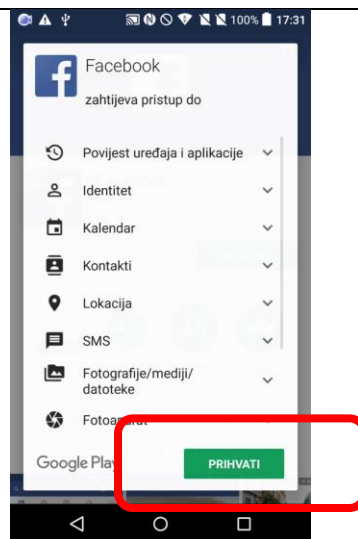 100% 17:31
Facebook
zahtijeva pristup do
Povijest uređaja i aplikacije
Identitet
Kalendar
Kontakti
Lokacija
SMS
Fotografije/mediji/
datoteke
Fotoaparat
Google Play
PRIHVATI